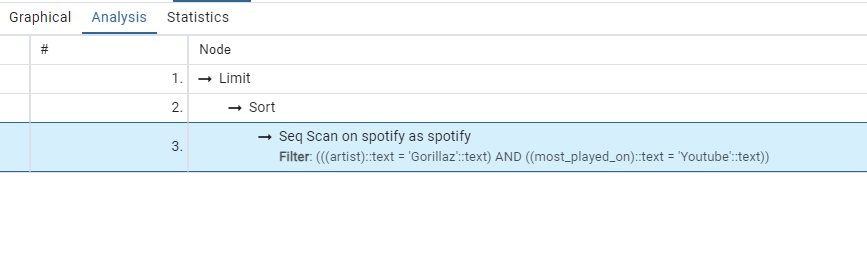 Graphical Analysis Statistics
# Node
1. → Limit
2. → Sort
3. → Seq Scan on spotify as spotify
Filter: (((artist)::text = 'Gorillaz'::text) AND ((most_played_on)::text = 'Youtube'::text))